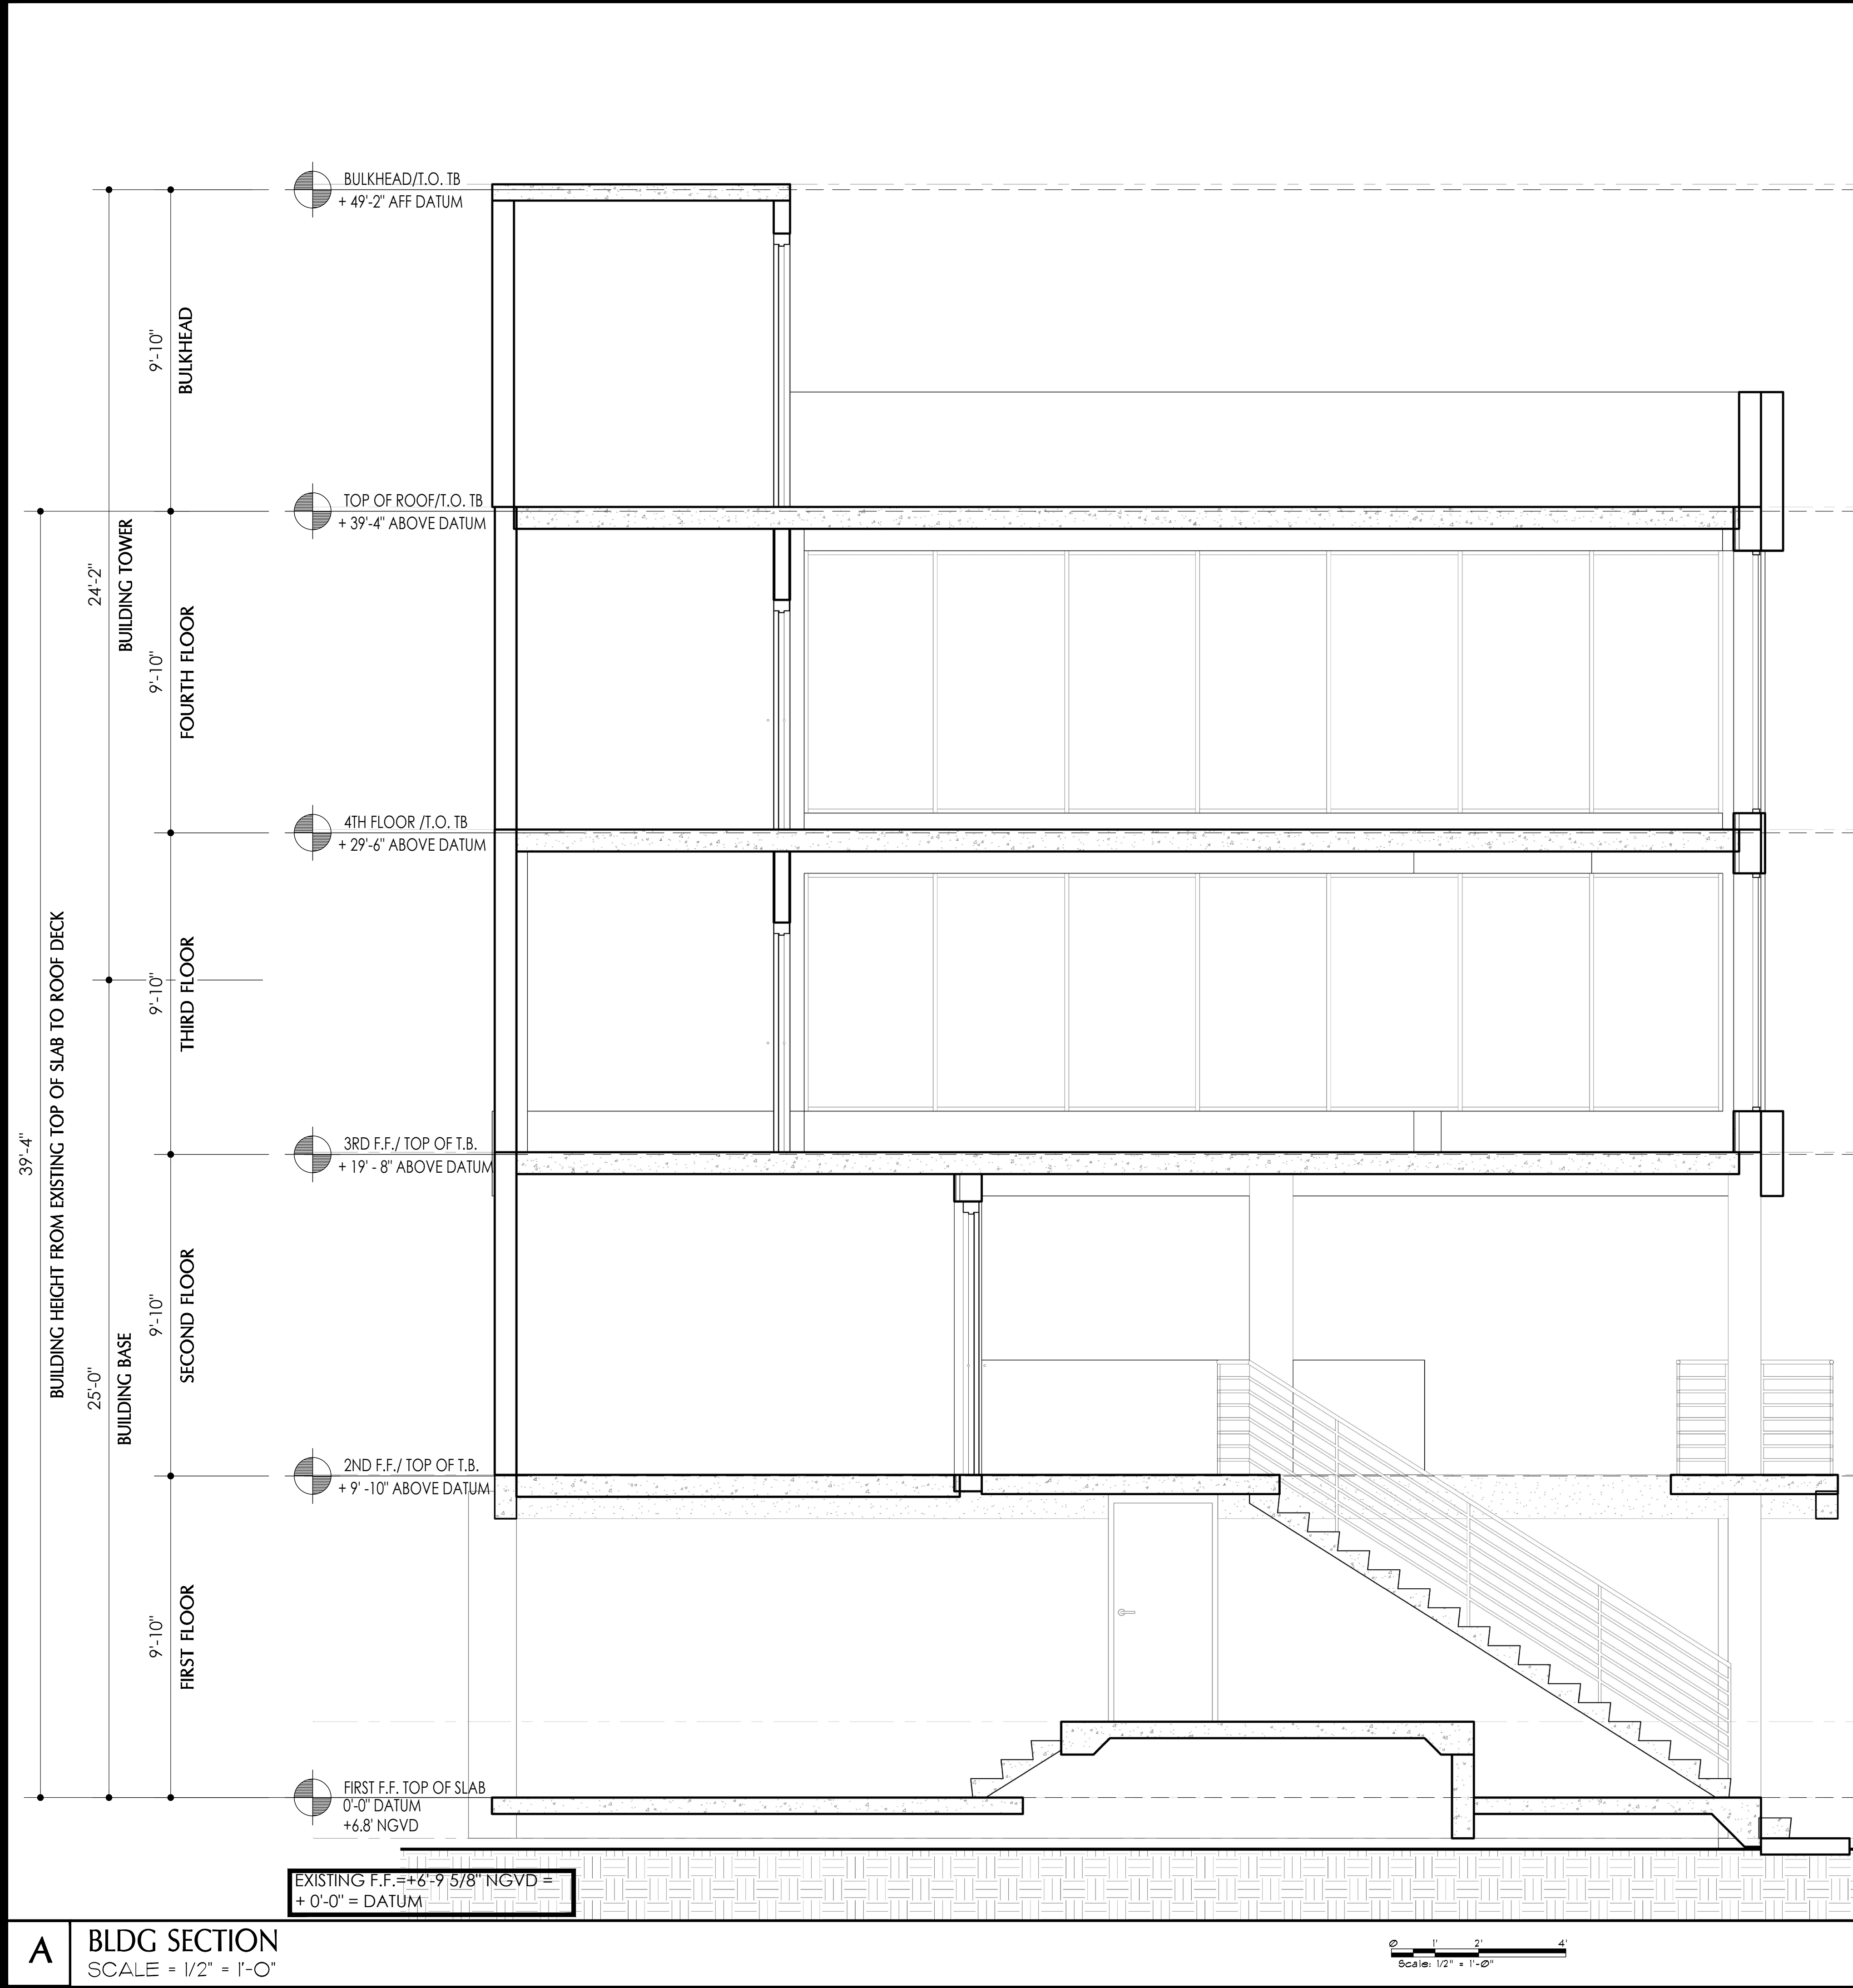 BULKHEAD/T.O. TB
+ 49'-2" AFF DATUM
9'-10"
BULKHEAD
TOP OF ROOF/T.O. TB
+ 39'-4" ABOVE DATUM
24'-2"
BUILDING TOWER
9'-10"
FOURTH FLOOR
4TH FLOOR /T.O. TB
+ 29'-6" ABOVE DATUM
39'-4"
BUILDING HEIGHT FROM EXISTING TOP OF SLAB TO ROOF DECK
9'-10"
THIRD FLOOR
3RD F.F./ TOP OF T.B.
+ 19' - 8" ABOVE DATUM
25'-0"
BUILDING BASE
9'-10"
SECOND FLOOR
2ND F.F./ TOP OF T.B.
+ 9' -10" ABOVE DATUM
9'-10"
FIRST FLOOR
FIRST F.F. TOP OF SLAB
0'-0" DATUM
+6.8' NGVD
EXISTING F.F.=+6'-9 5/8" NGVD =
+ 0'-0" = DATUM
A
BLDG SECTION
SCALE = 1/2" = 1'-0"
0 1' 2' 4'
Scale: 1/2" = 1'-0"